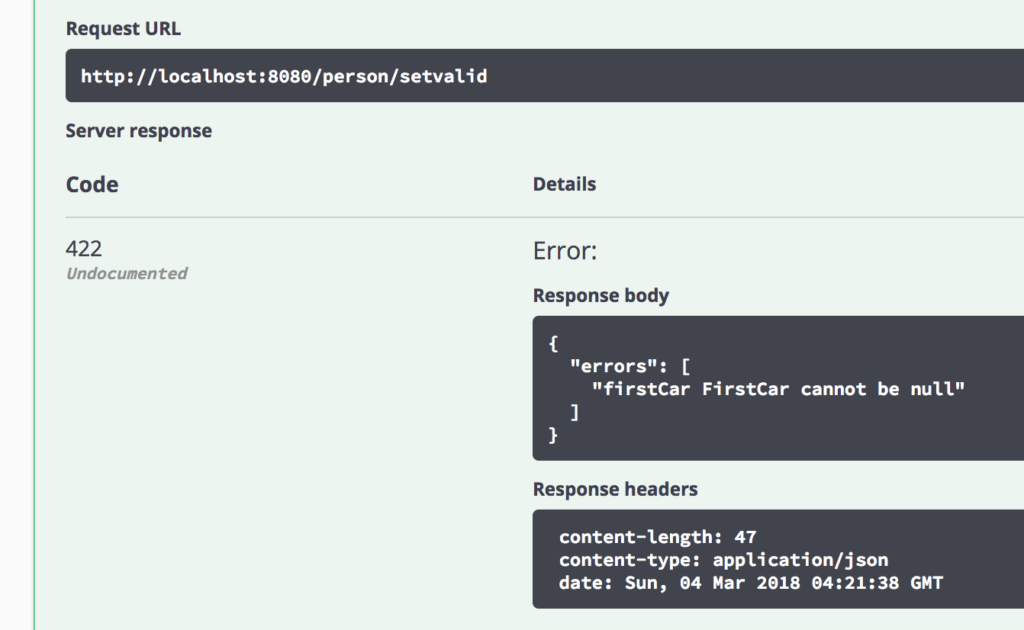 Request URL
http://localhost:8080/person/setvalid
Server response
Code Details
422 Error:
Undocumented
Response body
{
"errors": [
"firstCar FirstCar cannot be null"
]
}
Response headers
content-length: 47
content-type: application/json
date: Sun, 04 Mar 2018 04:21:38 GMT